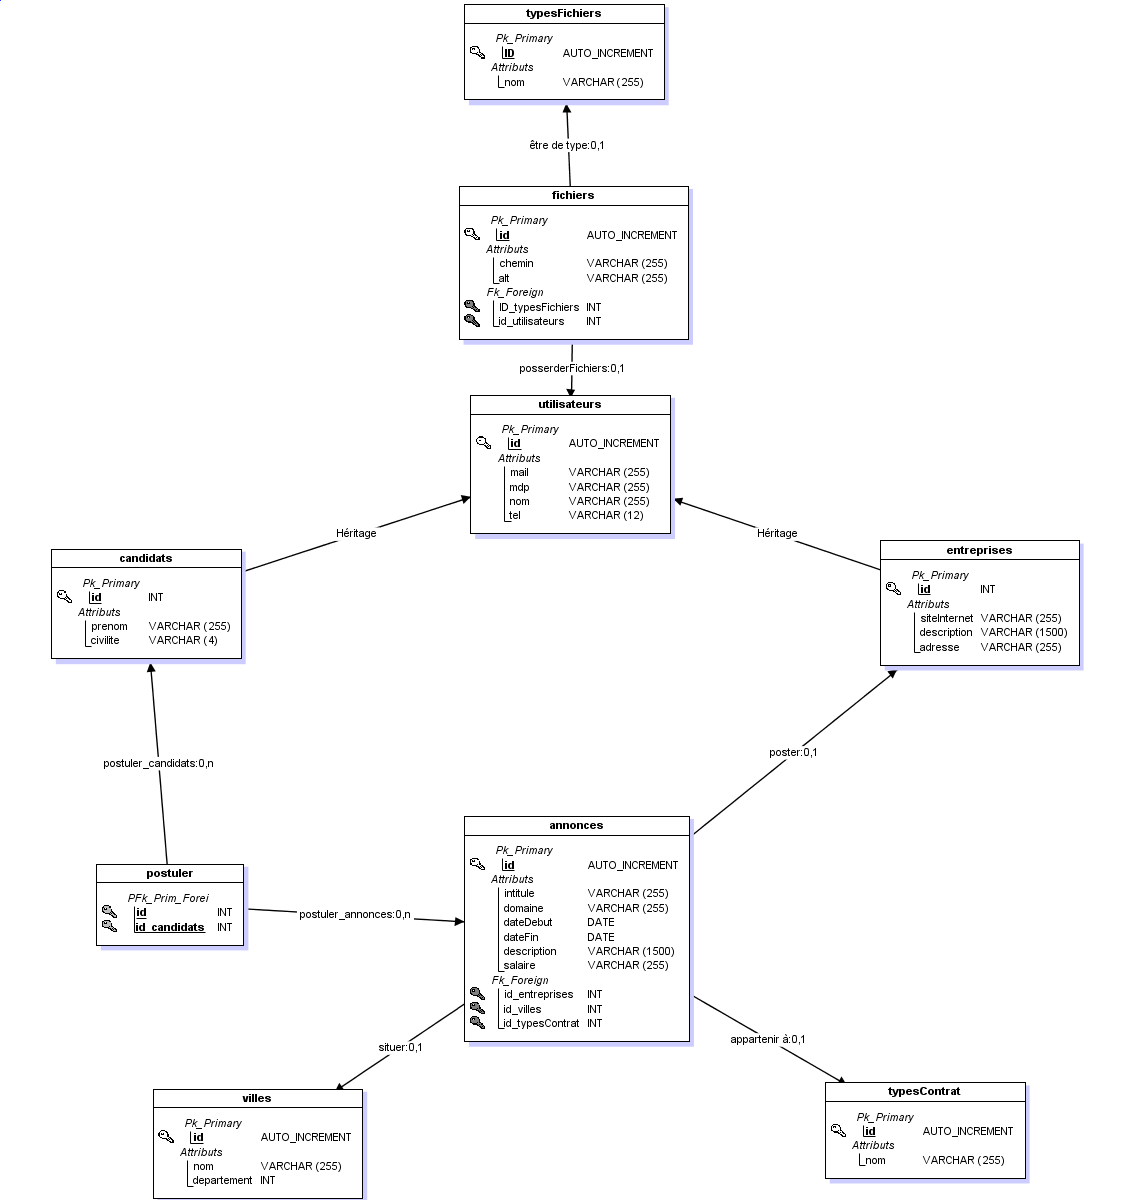 typesFichiers
Pk_Primary
ID AUTO_INCREMENT
Attributs
nom VARCHAR (255)
être de type:0,1
fichiers
Pk_Primary
id AUTO_INCREMENT
Attributs
chemin VARCHAR (255)
alt VARCHAR (255)
Fk_Foreign
ID_typesFichiers INT
id_utilisateurs INT
posserderFichiers:0,1
utilisateurs
Pk_Primary
id AUTO_INCREMENT
Attributs
mail VARCHAR (255)
mdp VARCHAR (255)
nom VARCHAR (255)
tel VARCHAR (12)
Héritage
Héritage
candidats
Pk_Primary
id INT
Attributs
prenom VARCHAR (255)
civilite VARCHAR (4)
entreprises
Pk_Primary
id INT
Attributs
siteInternet VARCHAR (255)
description VARCHAR (1500)
adresse VARCHAR (255)
postuler_candidats:0,n
poster:0,1
postuler
PFk_Prim_Forei
id INT
id_candidats INT
postuler_annonces:0,n
annonces
Pk_Primary
id AUTO_INCREMENT
Attributs
intitule VARCHAR (255)
domaine VARCHAR (255)
dateDebut DATE
dateFin DATE
description VARCHAR (1500)
salaire VARCHAR (255)
Fk_Foreign
id_entreprises INT
id_villes INT
id_typesContrat INT
situer:0,1
appartenir à:0,1
villes
Pk_Primary
id AUTO_INCREMENT
Attributs
nom VARCHAR (255)
departement INT
typesContrat
Pk_Primary
id AUTO_INCREMENT
Attributs
nom VARCHAR (255)